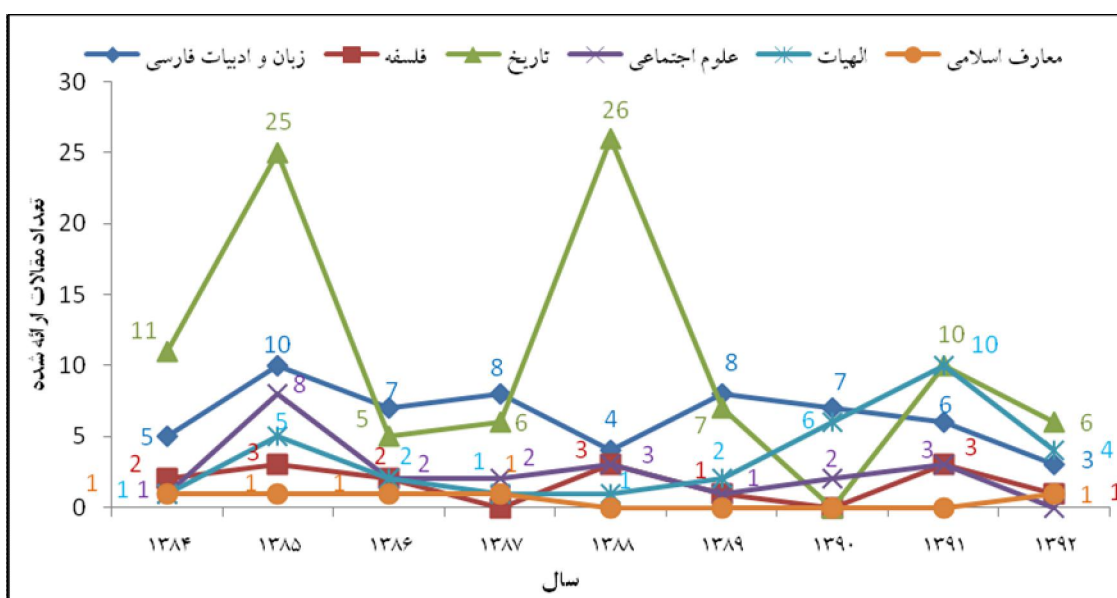 زبان و ادبیات فارسی فلسفه تاریخ علوم اجتماعی الهیات معارف اسلامی
تعداد مقالات ارائه شده
30
25
20
15
10
5
0
11 5 2 1 1 1
25 10 8 5 3 1
7 5 2 2 2 1
8 6 2 1 1
26 4 3 3 1
8 7 2 1 1
7 6 2
10 10 6 3 3
6 4 3 1 1
۱۳۸۴ ۱۳۸۵ ۱۳۸۶ ۱۳۸۷ ۱۳۸۸ ۱۳۸۹ ۱۳۹۰ ۱۳۹۱ ۱۳۹۲
سال